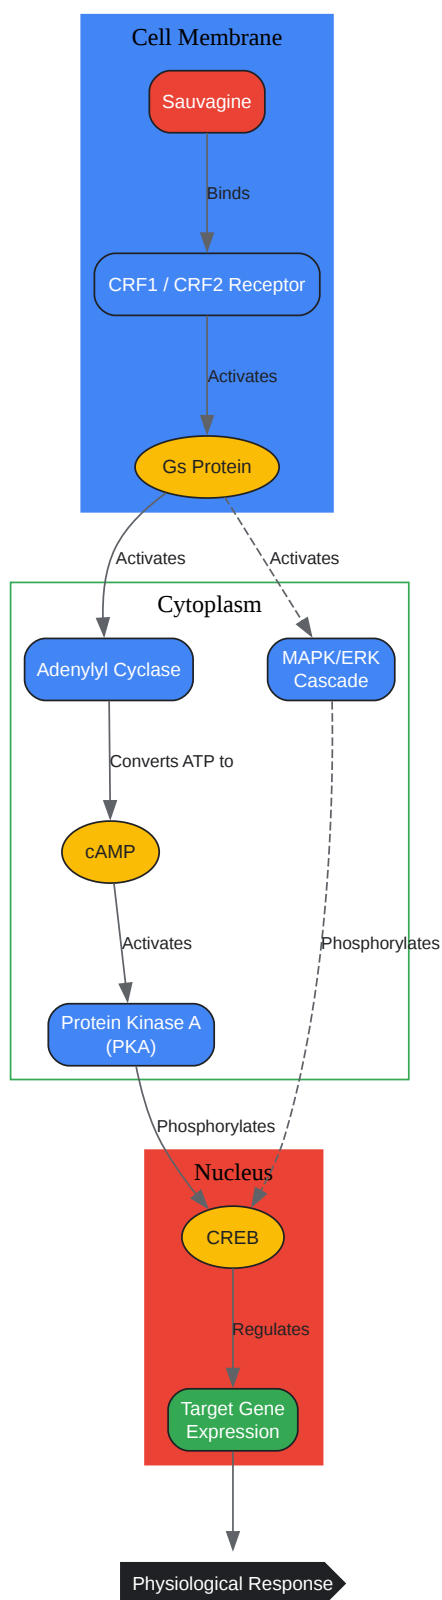 Cell Membrane
Sauvagine
Binds
CRF1 / CRF2 Receptor
Activates
Gs Protein
Activates
Activates
Cytoplasm
Adenylyl Cyclase
MAPK/ERK
Cascade
Converts ATP to
cAMP
Activates
Phosphorylates
Protein Kinase A
(PKA)
Phosphorylates
Nucleus
CREB
Regulates
Target Gene
Expression
Physiological Response